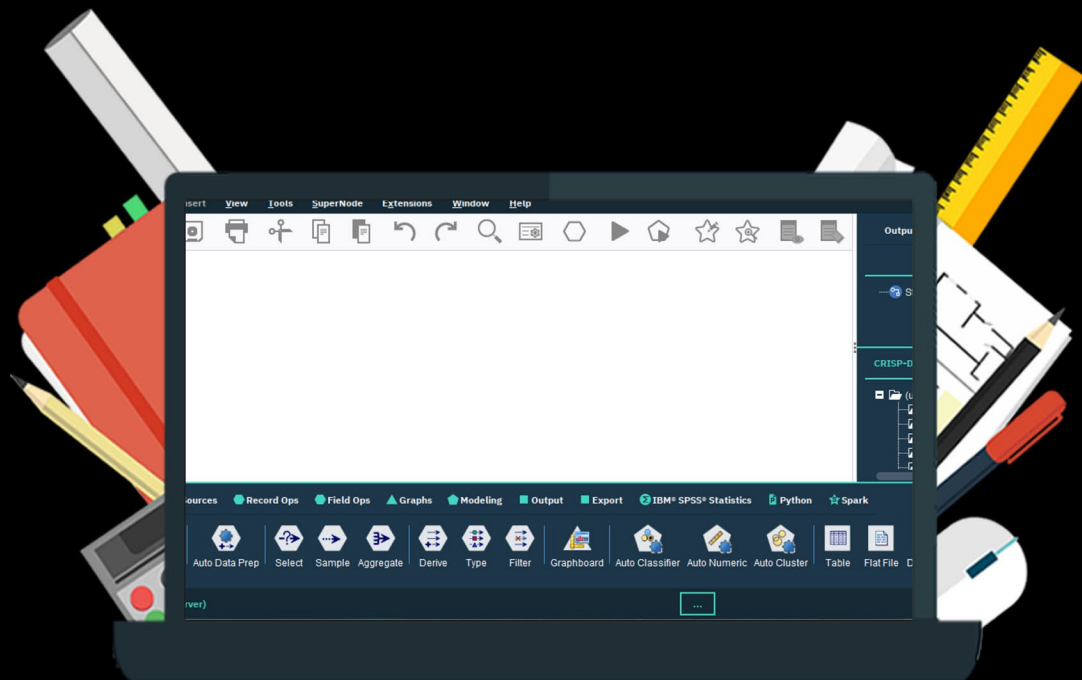 nsert View Tools SuperNode Extensions Window Help
Outpu
St
CRISP-D
(u
ources Record Ops Field Ops Graphs Modeling Output Export IBM® SPSS® Statistics Python Spark
Auto Data Prep Select Sample Aggregate Derive Type Filter Graphboard Auto Classifier Auto Numeric Auto Cluster Table Flat File D
rver) ...